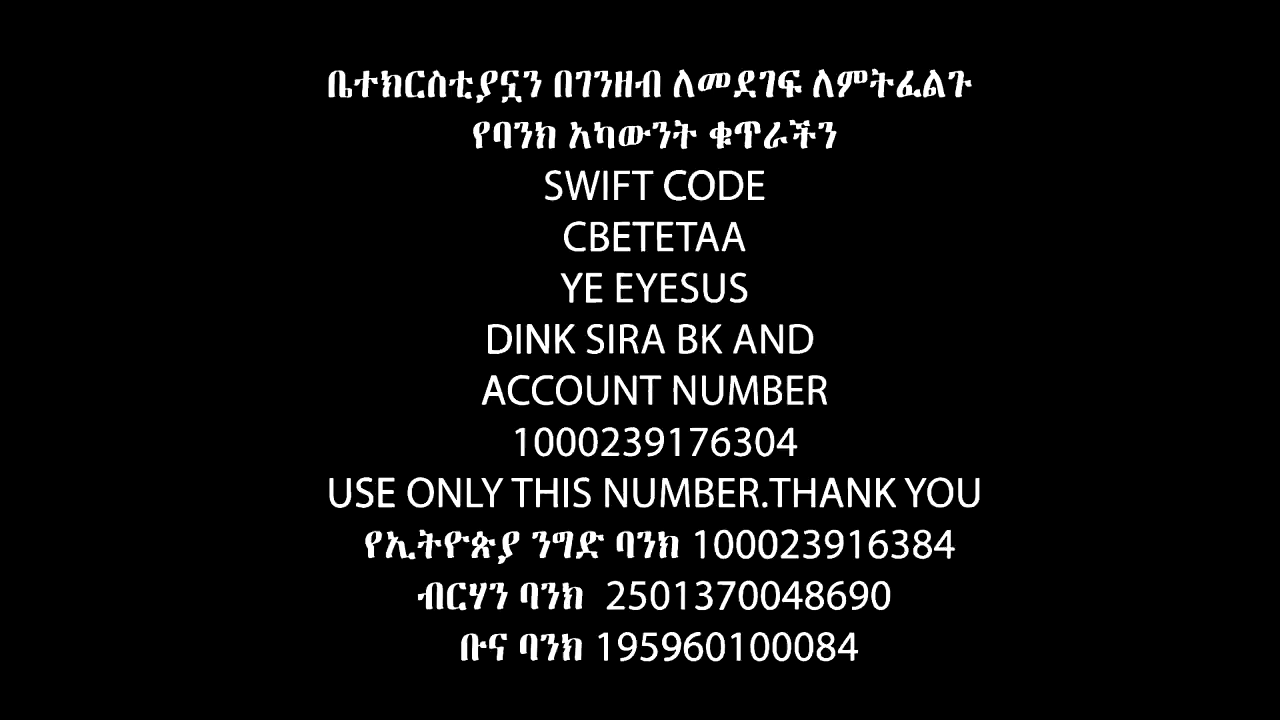 ቤተክርስቲያኗን በገንዘብ ለመደገፍ ለምትፈልጉ
የባንክ አካውንት ቁጥራችን
SWIFT CODE
CBETETAA
YE EYESUS
DINK SIRA BK AND
ACCOUNT NUMBER
1000239176304
USE ONLY THIS NUMBER.THANK YOU
የኢትዮጵያ ንግድ ባንክ 100023916384
ብርሃን ባንክ 2501370048690
ቡና ባንክ 195960100084